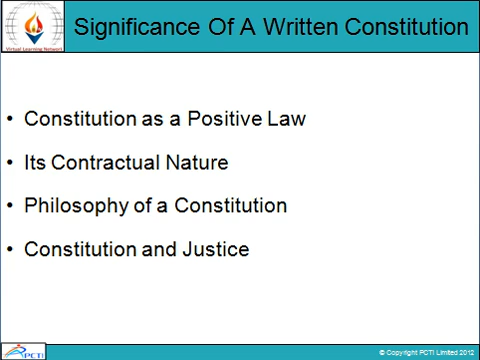 Significance Of A Written Constitution
Virtual Learning Network
• Constitution as a Positive Law
• Its Contractual Nature
• Philosophy of a Constitution
• Constitution and Justice
PCTI
© Copyright PCTI Limited 2012